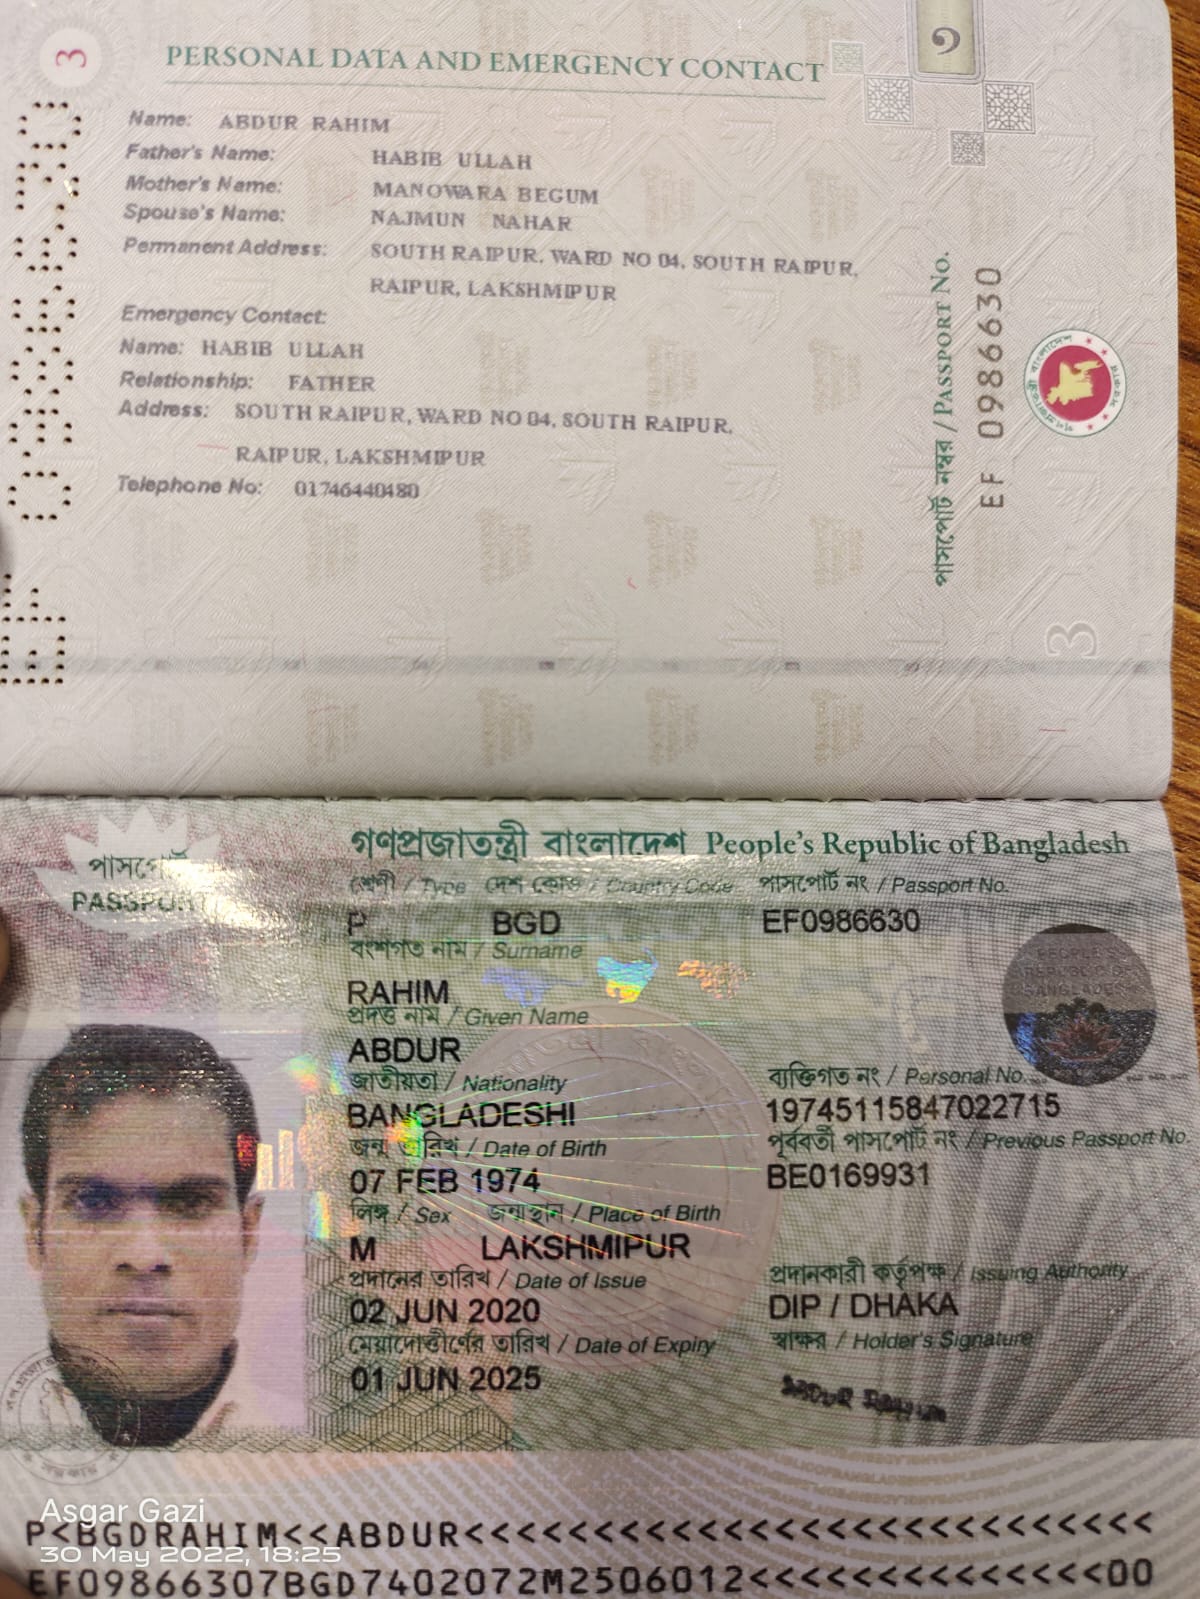 3
PERSONAL DATA AND EMERGENCY CONTACT
১
Name: ABDUR RAHIM
Father's Name: HABIB ULLAH
Mother's Name: MANOWARA BEGUM
Spouse's Name: NAJMUN NAHAR
Permanent Address: SOUTH RAIPUR, WARD NO 04, SOUTH RAIPUR,
RAIPUR, LAKSHMIPUR
Emergency Contact:
Name: HABIB ULLAH
Relationship: FATHER
Address: SOUTH RAIPUR, WARD NO 04, SOUTH RAIPUR,
RAIPUR, LAKSHMIPUR
Telephone No: 01746440480
পাসপোর্ট নম্বর / PASSPORT No.
EF 0986630
3
গণপ্রজাতন্ত্রী বাংলাদেশ People's Republic of Bangladesh
পাসপোর্ট
PASSPORT
শ্রেণী / Type দেশ কোড / Country Code পাসপোর্ট নং / Passport No.
P BGD EF0986630
বংশগত নাম / Surname
RAHIM
প্রদত্ত নাম / Given Name
ABDUR
জাতীয়তা / Nationality ব্যক্তিগত নং / Personal No.
BANGLADESHI 19745115847022715
জন্ম তারিখ / Date of Birth পূর্ববর্তী পাসপোর্ট নং / Previous Passport No.
07 FEB 1974 BE0169931
লিঙ্গ / Sex জন্মস্থান / Place of Birth
M LAKSHMIPUR
প্রদানের তারিখ / Date of Issue প্রদানকারী কর্তৃপক্ষ / Issuing Authority
02 JUN 2020 DIP / DHAKA
মেয়াদোত্তীর্ণের তারিখ / Date of Expiry স্বাক্ষর / Holder's Signature
01 JUN 2025
Asgar Gazi
P<BGDRAHIM<<ABDUR<<<<<<<<<<<<<<<<<<<<<<<<<<<
30 May 2022, 18:25
EF09866307BGD7402072M2506012<<<<<<<<<<<<<<00